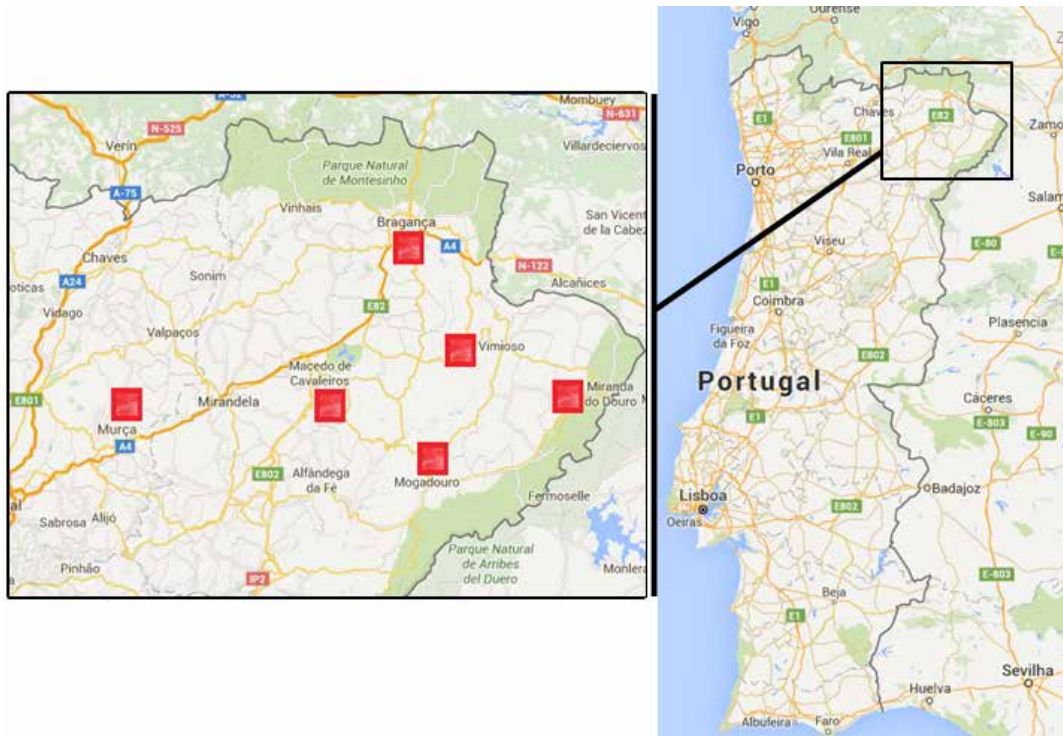 Mombuey
N-525
N-631
Verín
Villardeciervos
Parque Natural
de Montesinho
A-75
Vinhais
Bragança
San Vicent
de la Cabez
A4
Chaves
N-122
Sonim
A24
Alcañices
oticas
Vidago
E82
Valpaços
Vimioso
Macedo de
Cavaleiros
Miranda
do Douro
E801
Mirandela
Murça
A4
E802
Alfândega
da Fé
Mogadouro
Fermoselle
al
Sabrosa
Alijó
Parque Natural
de Arribes
del Duero
Pinhão
Monlera
IP2
Vigo
Ourense
Chaves
E82
E1
E801
Zamo
Vila Real
Porto
Salam
Viseu
E-80
E1
Coimbra
Plasencia
Figueira
da Foz
E802
Portugal
Cáceres
E-803
E1
E-90
Badajoz
Lisboa
Oeiras
E802
E-803
Beja
E1
Sevilha
Huelva
Albufeira
Faro